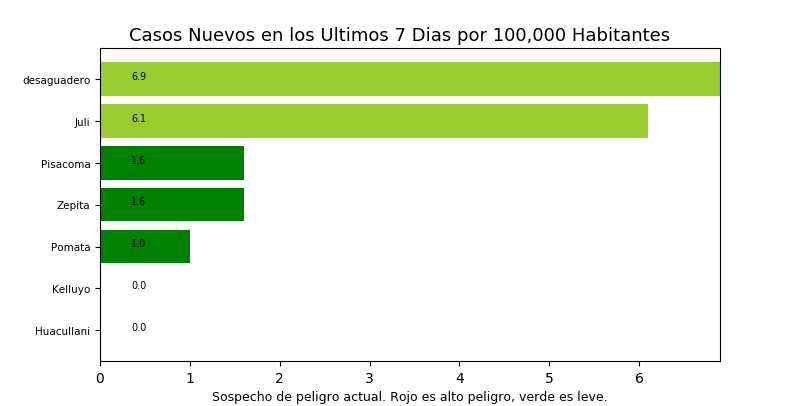 Casos Nuevos en los Ultimos 7 Dias por 100,000 Habitantes
desaguadero 6.9
Juli 6.1
Pisacoma 1.6
Zepita 1.6
Pomata 1.0
Kelluyo 0.0
Huacullani 0.0
0 1 2 3 4 5 6
Sospecho de peligro actual. Rojo es alto peligro, verde es leve.